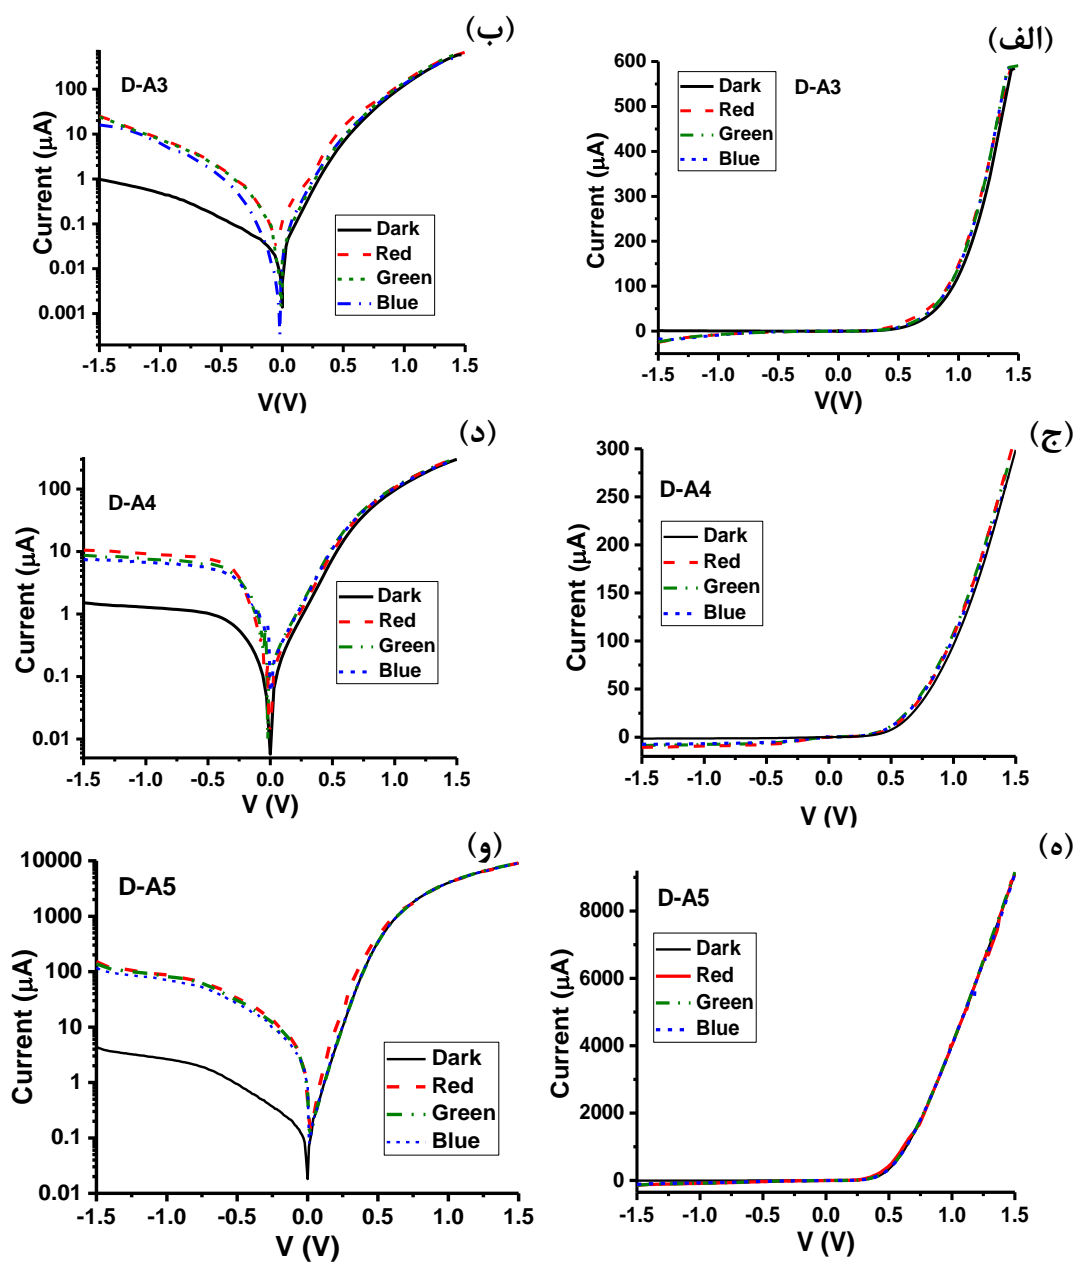 (الف)
D-A3
Dark
Red
Green
Blue
Current (μA)
600
500
400
300
200
100
0
-50
-1.5 -1.0 -0.5 0.0 0.5 1.0 1.5
V(V)
(ب)
D-A3
Dark
Red
Green
Blue
Current (μA)
100
10
1
0.1
0.01
0.001
-1.5 -1.0 -0.5 0.0 0.5 1.0 1.5
V(V)
(ج)
D-A4
Dark
Red
Green
Blue
Current (μA)
300
250
200
150
100
50
0
-1.5 -1.0 -0.5 0.0 0.5 1.0 1.5
V (V)
(د)
D-A4
Dark
Red
Green
Blue
Current (μA)
100
10
1
0.1
0.01
-1.5 -1.0 -0.5 0.0 0.5 1.0 1.5
V (V)
(ه)
D-A5
Dark
Red
Green
Blue
Current (μA)
8000
6000
4000
2000
0
-1.5 -1.0 -0.5 0.0 0.5 1.0 1.5
V (V)
(و)
D-A5
Dark
Red
Green
Blue
Current (μA)
10000
1000
100
10
1
0.1
0.01
-1.5 -1.0 -0.5 0.0 0.5 1.0 1.5
V (V)